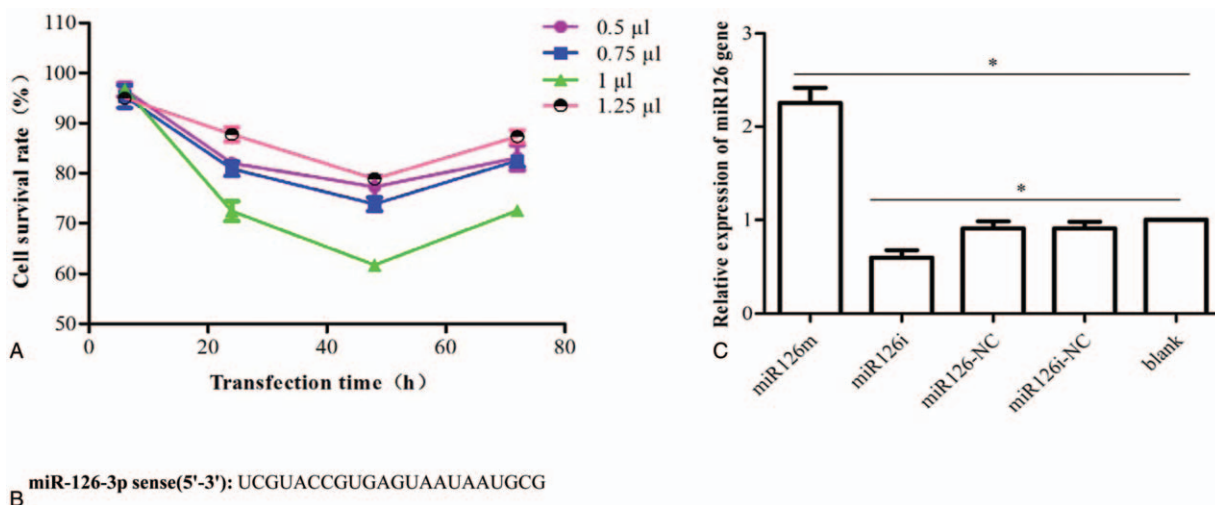 110
100
90
80
70
60
50
Cell survival rate （%）
0
20
40
60
80
Transfection time（h）
0.5 µl
0.75 µl
1 µl
1.25 µl
A
3
2
1
0
Relative expression of miR126 gene
*
*
miR126m
miR126i
miR126-NC
miR126i-NC
blank
C
miR-126-3p sense(5'-3'): UCGUACCGUGAGUAAUAAUGCG
B